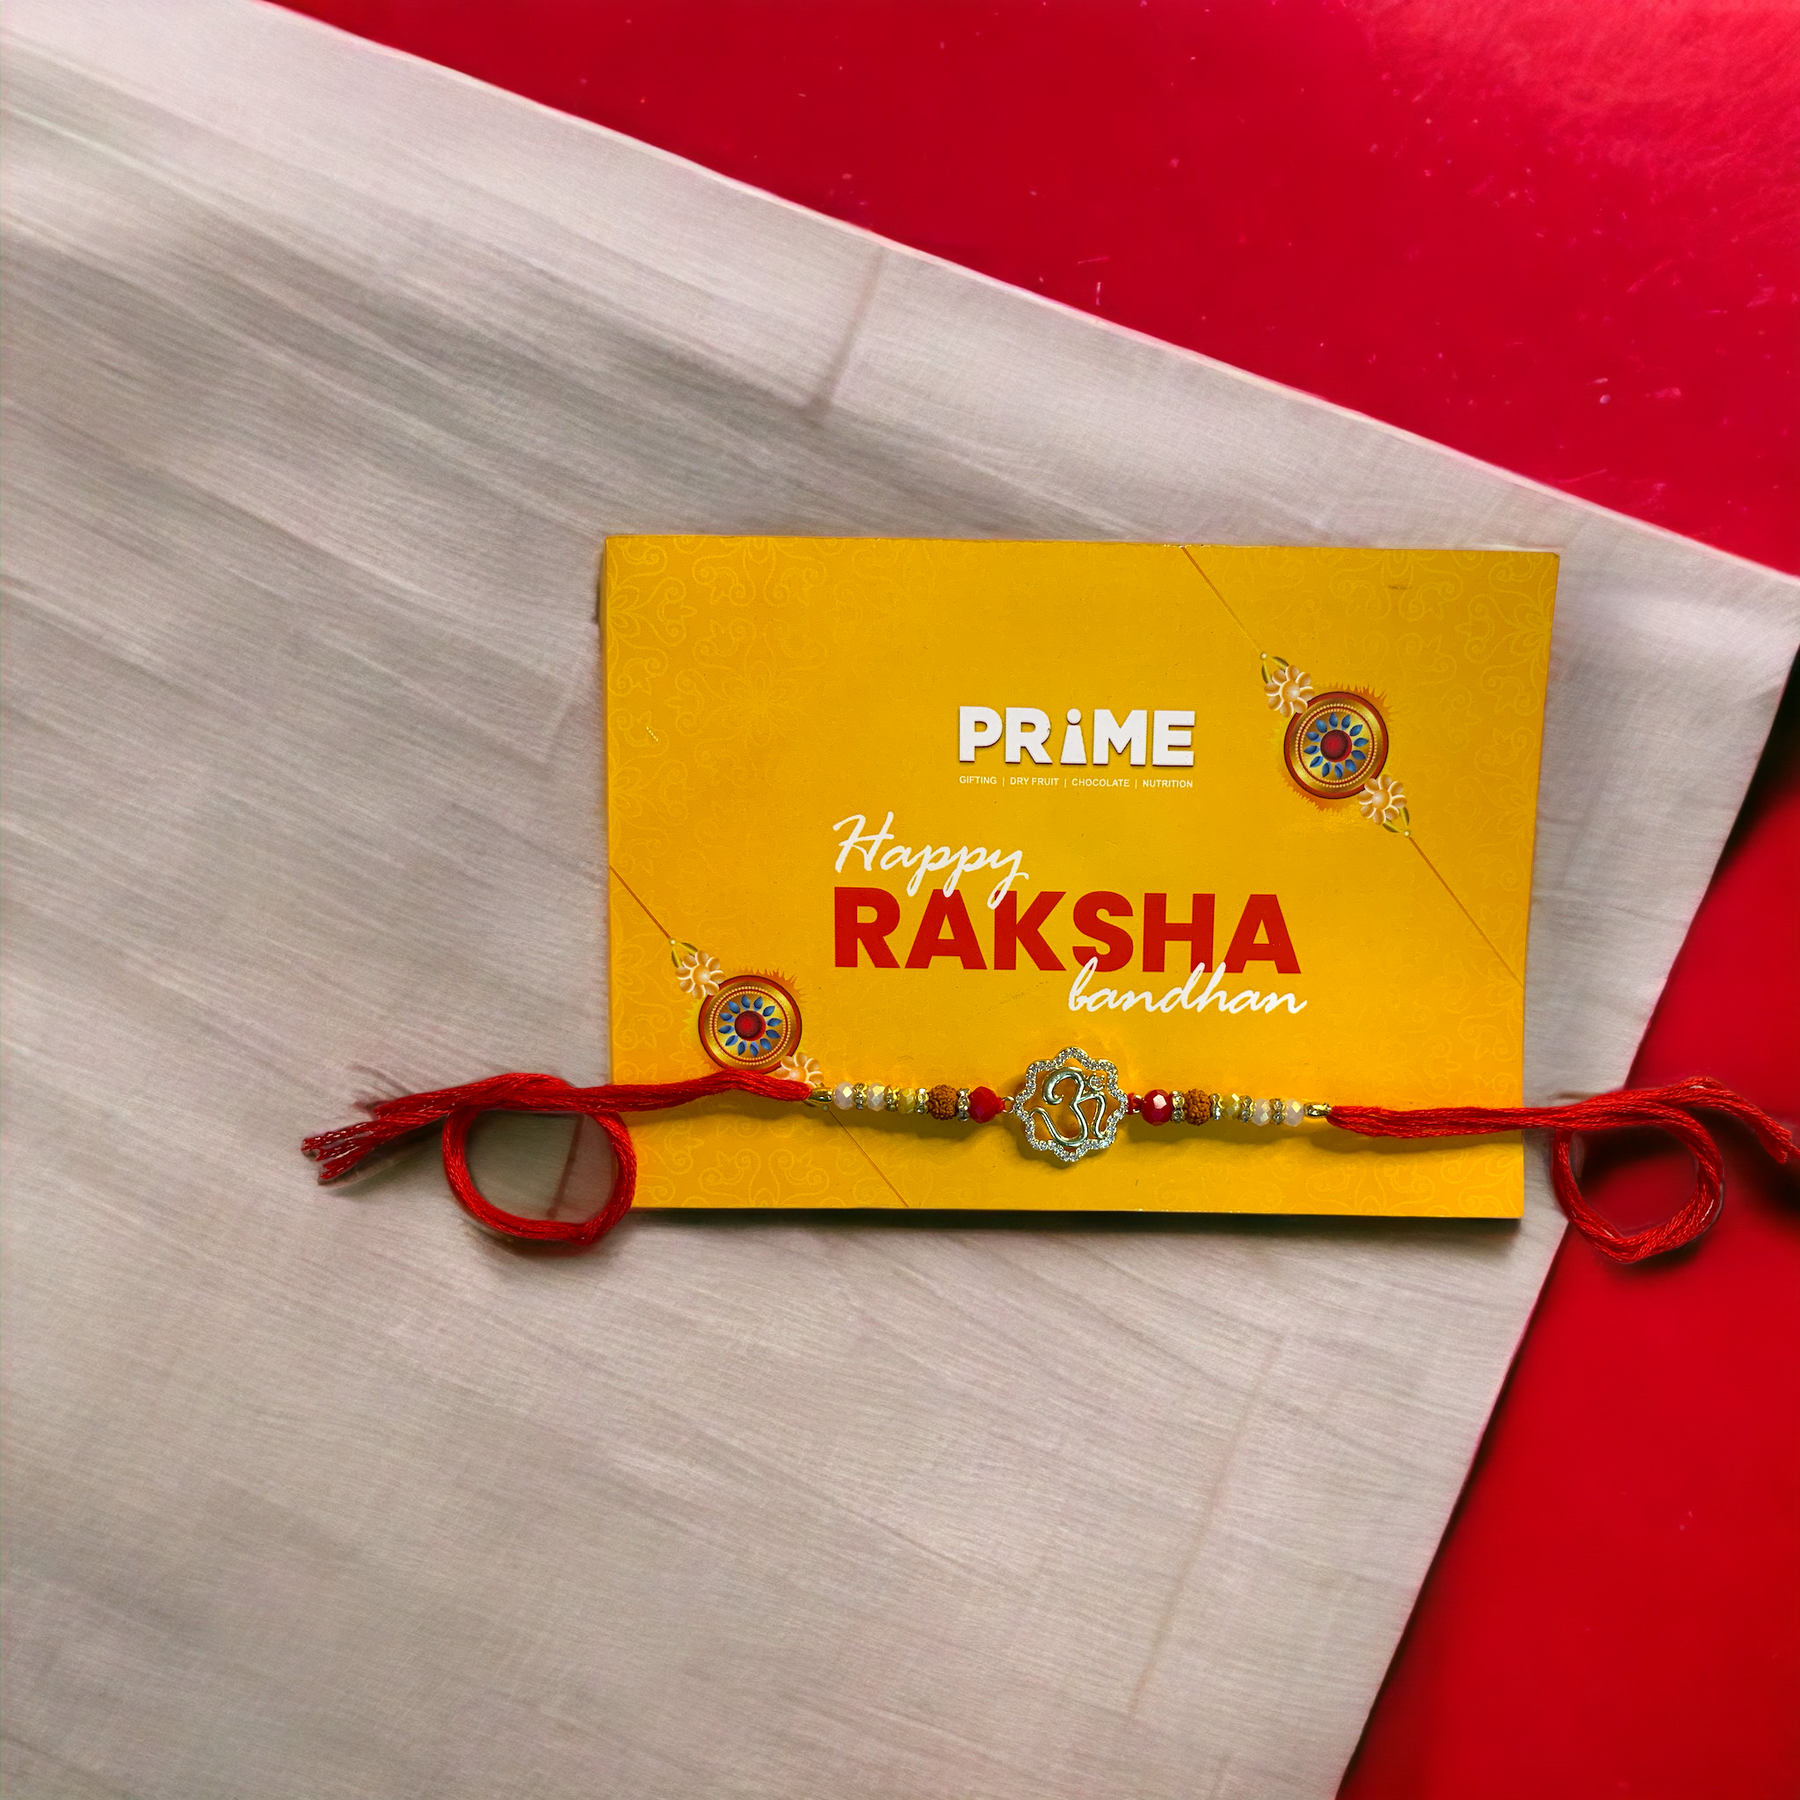 PRiME
GIFTING | DRY FRUIT | CHOCOLATE | NUTRITION
Happy
RAKSHA
bandhan
ॐ